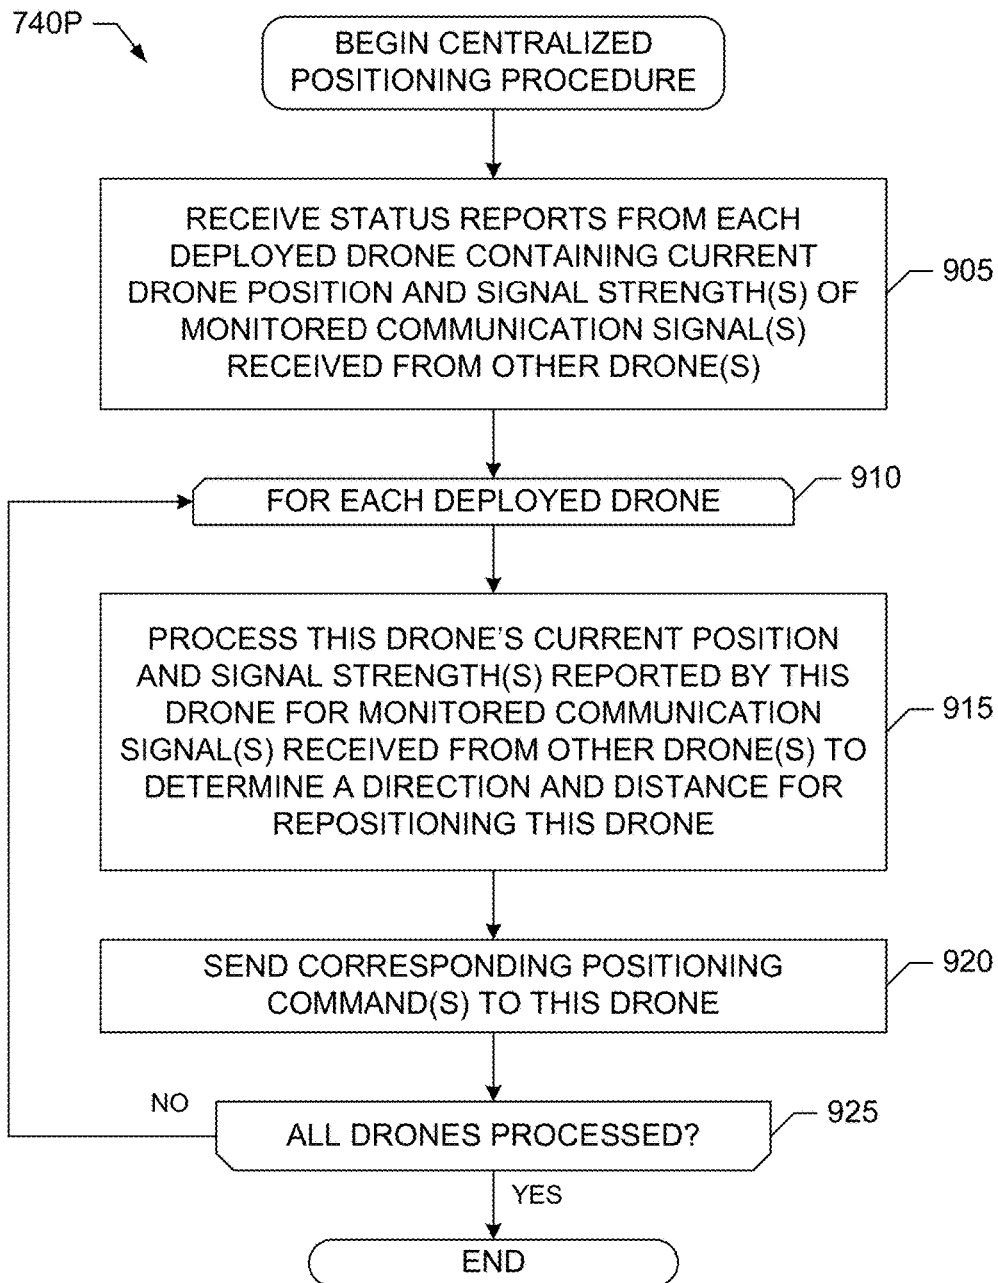 740P
BEGIN CENTRALIZED
POSITIONING PROCEDURE
RECEIVE STATUS REPORTS FROM EACH
DEPLOYED DRONE CONTAINING CURRENT
DRONE POSITION AND SIGNAL STRENGTH(S) OF
MONITORED COMMUNICATION SIGNAL(S)
RECEIVED FROM OTHER DRONE(S)
905
FOR EACH DEPLOYED DRONE
910
PROCESS THIS DRONE'S CURRENT POSITION
AND SIGNAL STRENGTH(S) REPORTED BY THIS
DRONE FOR MONITORED COMMUNICATION
SIGNAL(S) RECEIVED FROM OTHER DRONE(S) TO
DETERMINE A DIRECTION AND DISTANCE FOR
REPOSITIONING THIS DRONE
915
SEND CORRESPONDING POSITIONING
COMMAND(S) TO THIS DRONE
920
NO
ALL DRONES PROCESSED?
925
YES
END